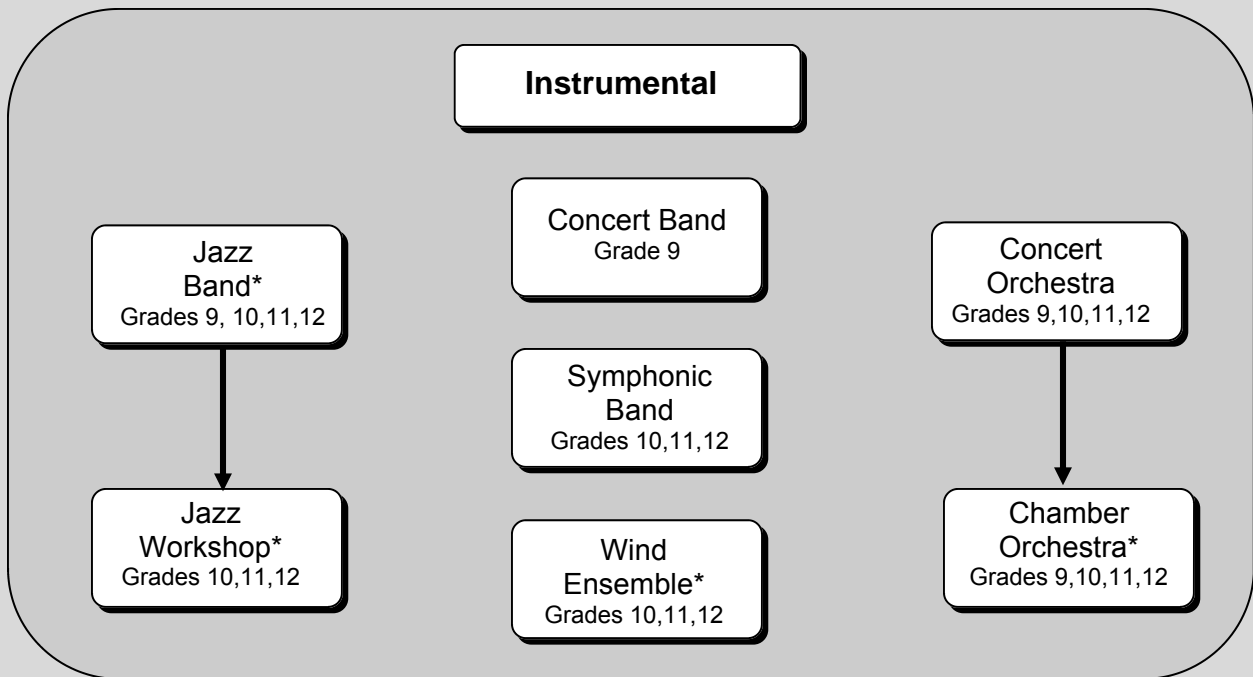 Instrumental
Concert Band
Grade 9
Jazz
Band*
Grades 9, 10,11,12
Concert
Orchestra
Grades 9,10,11,12
Symphonic
Band
Grades 10,11,12
Jazz
Workshop*
Grades 10,11,12
Wind
Ensemble*
Grades 10,11,12
Chamber
Orchestra*
Grades 9,10,11,12